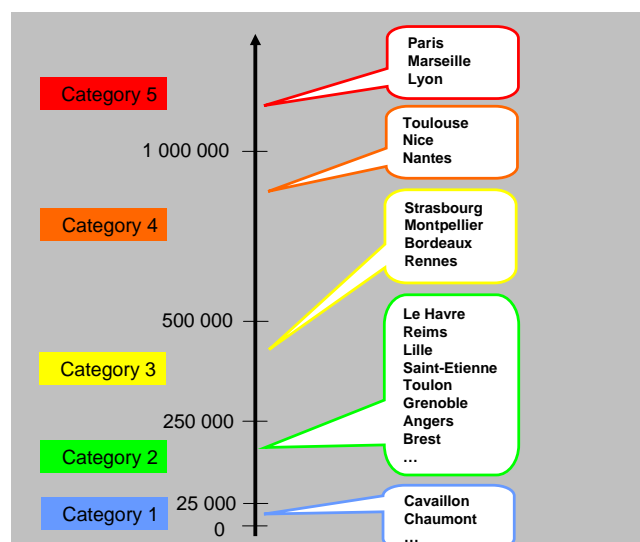 Paris
Marseille
Lyon
Category 5
Toulouse
Nice
Nantes
1 000 000
Strasbourg
Montpellier
Bordeaux
Rennes
Category 4
Le Havre
Reims
Lille
Saint-Etienne
Toulon
Grenoble
Angers
Brest
...
500 000
Category 3
250 000
Category 2
Cavaillon
Chaumont
...
25 000
Category 1
0